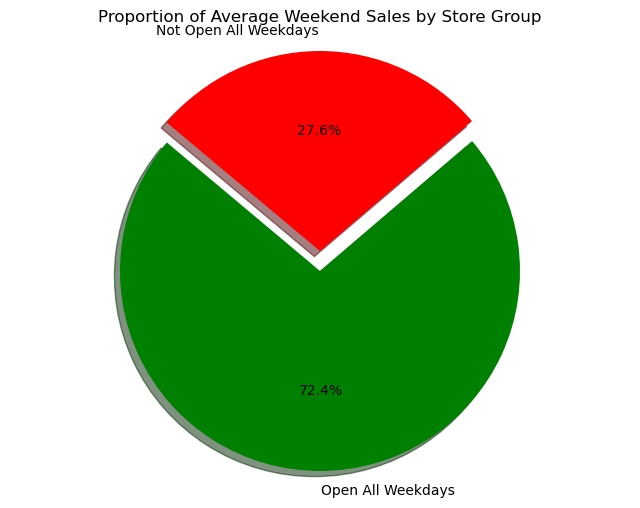 Proportion of Average Weekend Sales by Store Group
Not Open All Weekdays
27.6%
72.4%
Open All Weekdays